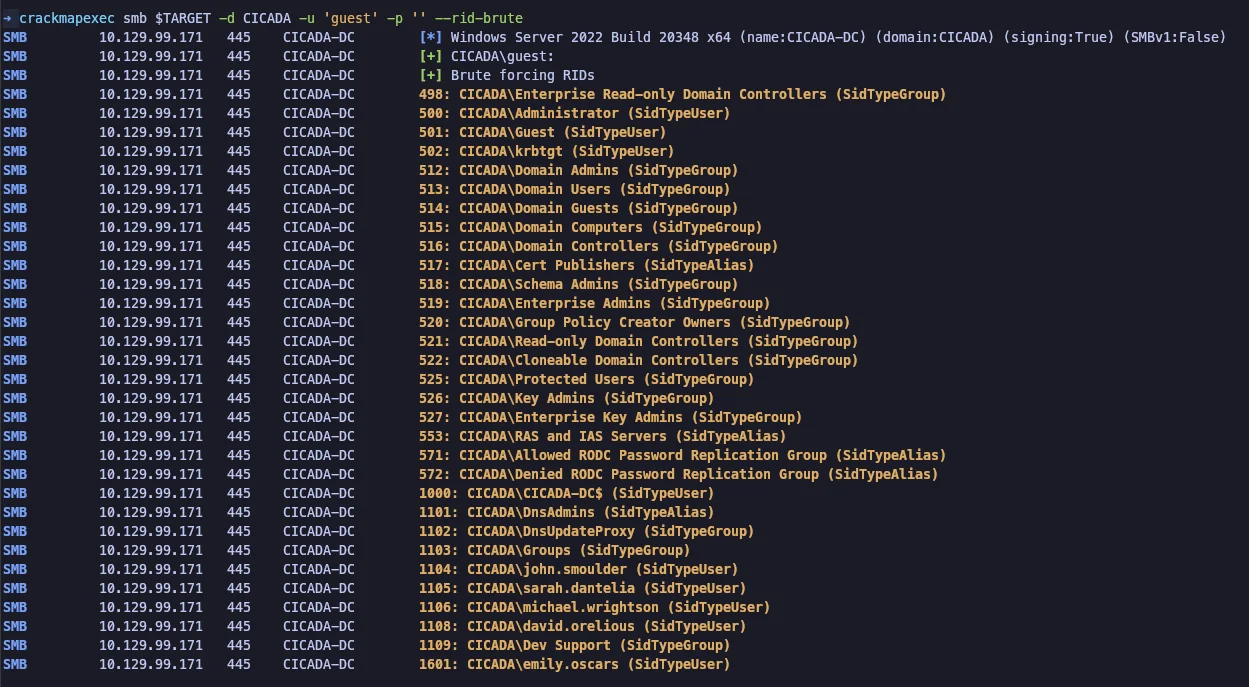 → crackmapexec smb $TARGET -d CICADA -u 'guest' -p '' --rid-brute
SMB 10.129.99.171 445 CICADA-DC [*] Windows Server 2022 Build 20348 x64 (name:CICADA-DC) (domain:CICADA) (signing:True) (SMBv1:False)
SMB 10.129.99.171 445 CICADA-DC [+] CICADA\guest:
SMB 10.129.99.171 445 CICADA-DC [+] Brute forcing RIDs
SMB 10.129.99.171 445 CICADA-DC 498: CICADA\Enterprise Read-only Domain Controllers (SidTypeGroup)
SMB 10.129.99.171 445 CICADA-DC 500: CICADA\Administrator (SidTypeUser)
SMB 10.129.99.171 445 CICADA-DC 501: CICADA\Guest (SidTypeUser)
SMB 10.129.99.171 445 CICADA-DC 502: CICADA\krbtgt (SidTypeUser)
SMB 10.129.99.171 445 CICADA-DC 512: CICADA\Domain Admins (SidTypeGroup)
SMB 10.129.99.171 445 CICADA-DC 513: CICADA\Domain Users (SidTypeGroup)
SMB 10.129.99.171 445 CICADA-DC 514: CICADA\Domain Guests (SidTypeGroup)
SMB 10.129.99.171 445 CICADA-DC 515: CICADA\Domain Computers (SidTypeGroup)
SMB 10.129.99.171 445 CICADA-DC 516: CICADA\Domain Controllers (SidTypeGroup)
SMB 10.129.99.171 445 CICADA-DC 517: CICADA\Cert Publishers (SidTypeAlias)
SMB 10.129.99.171 445 CICADA-DC 518: CICADA\Schema Admins (SidTypeGroup)
SMB 10.129.99.171 445 CICADA-DC 519: CICADA\Enterprise Admins (SidTypeGroup)
SMB 10.129.99.171 445 CICADA-DC 520: CICADA\Group Policy Creator Owners (SidTypeGroup)
SMB 10.129.99.171 445 CICADA-DC 521: CICADA\Read-only Domain Controllers (SidTypeGroup)
SMB 10.129.99.171 445 CICADA-DC 522: CICADA\Cloneable Domain Controllers (SidTypeGroup)
SMB 10.129.99.171 445 CICADA-DC 525: CICADA\Protected Users (SidTypeGroup)
SMB 10.129.99.171 445 CICADA-DC 526: CICADA\Key Admins (SidTypeGroup)
SMB 10.129.99.171 445 CICADA-DC 527: CICADA\Enterprise Key Admins (SidTypeGroup)
SMB 10.129.99.171 445 CICADA-DC 553: CICADA\RAS and IAS Servers (SidTypeAlias)
SMB 10.129.99.171 445 CICADA-DC 571: CICADA\Allowed RODC Password Replication Group (SidTypeAlias)
SMB 10.129.99.171 445 CICADA-DC 572: CICADA\Denied RODC Password Replication Group (SidTypeAlias)
SMB 10.129.99.171 445 CICADA-DC 1000: CICADA\CICADA-DC$ (SidTypeUser)
SMB 10.129.99.171 445 CICADA-DC 1101: CICADA\DnsAdmins (SidTypeAlias)
SMB 10.129.99.171 445 CICADA-DC 1102: CICADA\DnsUpdateProxy (SidTypeGroup)
SMB 10.129.99.171 445 CICADA-DC 1103: CICADA\Groups (SidTypeGroup)
SMB 10.129.99.171 445 CICADA-DC 1104: CICADA\john.smoulder (SidTypeUser)
SMB 10.129.99.171 445 CICADA-DC 1105: CICADA\sarah.dantelia (SidTypeUser)
SMB 10.129.99.171 445 CICADA-DC 1106: CICADA\michael.wrightson (SidTypeUser)
SMB 10.129.99.171 445 CICADA-DC 1108: CICADA\david.orelious (SidTypeUser)
SMB 10.129.99.171 445 CICADA-DC 1109: CICADA\Dev Support (SidTypeGroup)
SMB 10.129.99.171 445 CICADA-DC 1601: CICADA\emily.oscars (SidTypeUser)